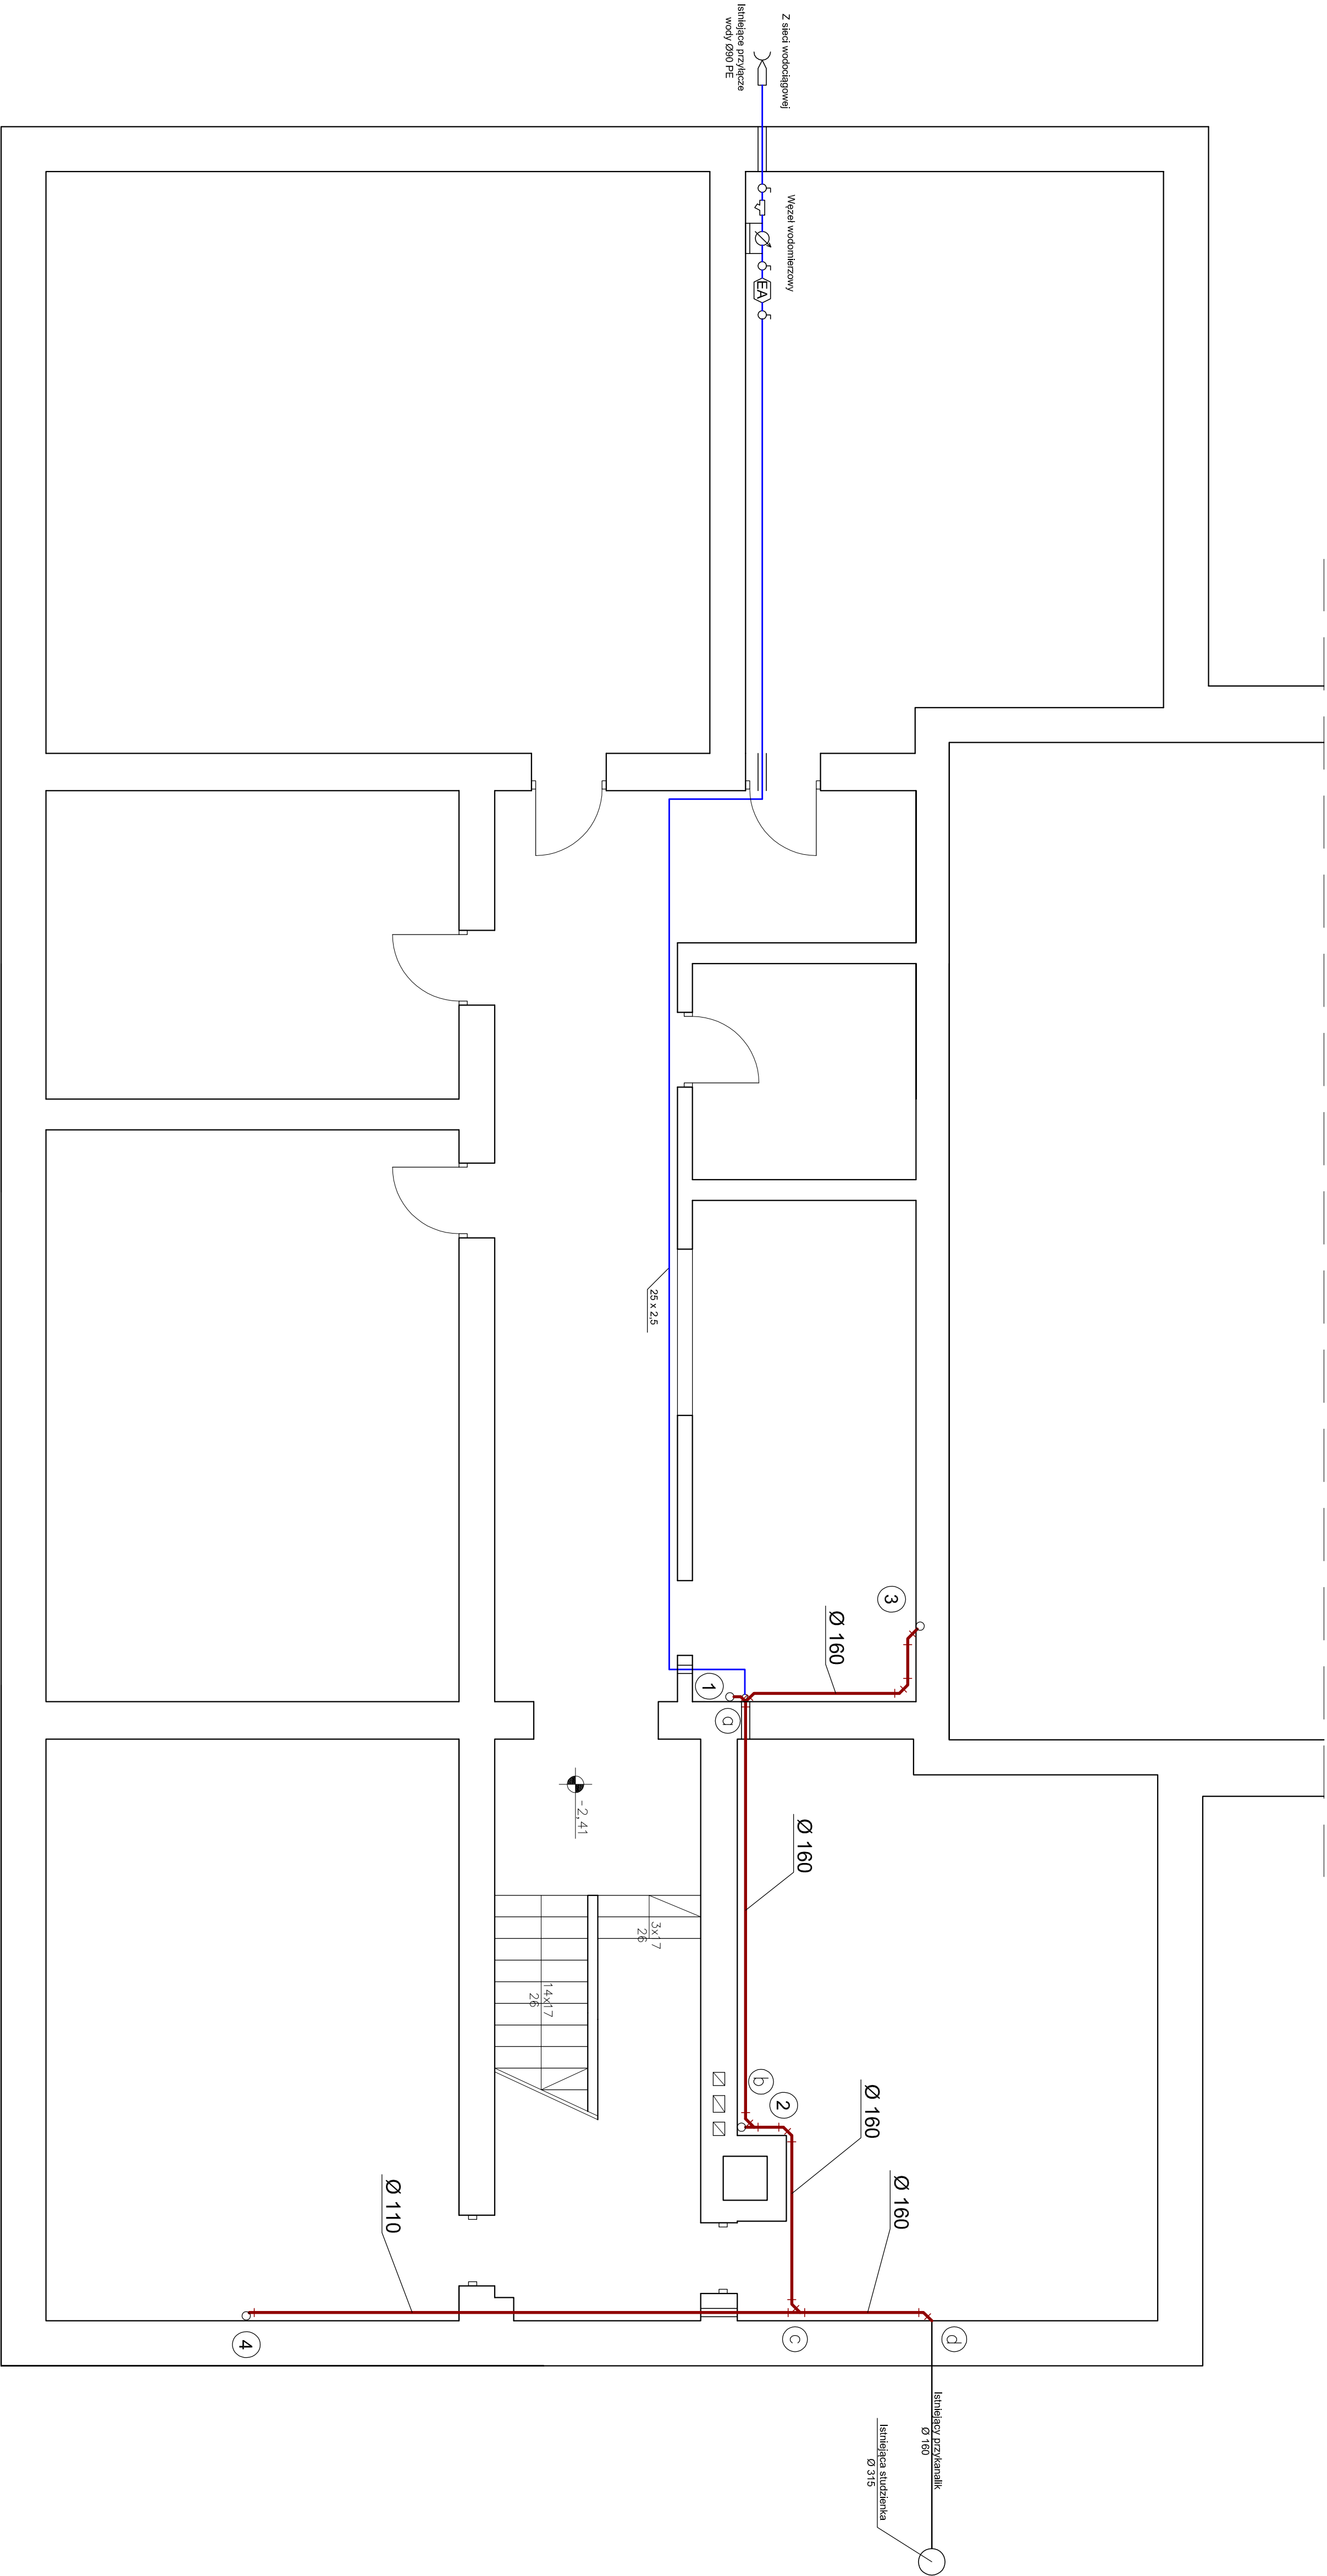 Z sieci wodociągowej
Istniejące przyłącze
wody Ø90 PE
Węzeł wodomierzowy
EA
25 x 2,5
3
Ø 160
1
a
-2,41
Ø 160
3x17
26
14x17
26
b
2
Ø 160
Ø 160
Ø 110
4
c
d
Istniejący przykanalik
Ø 160
Istniejąca studzienka
Ø 315